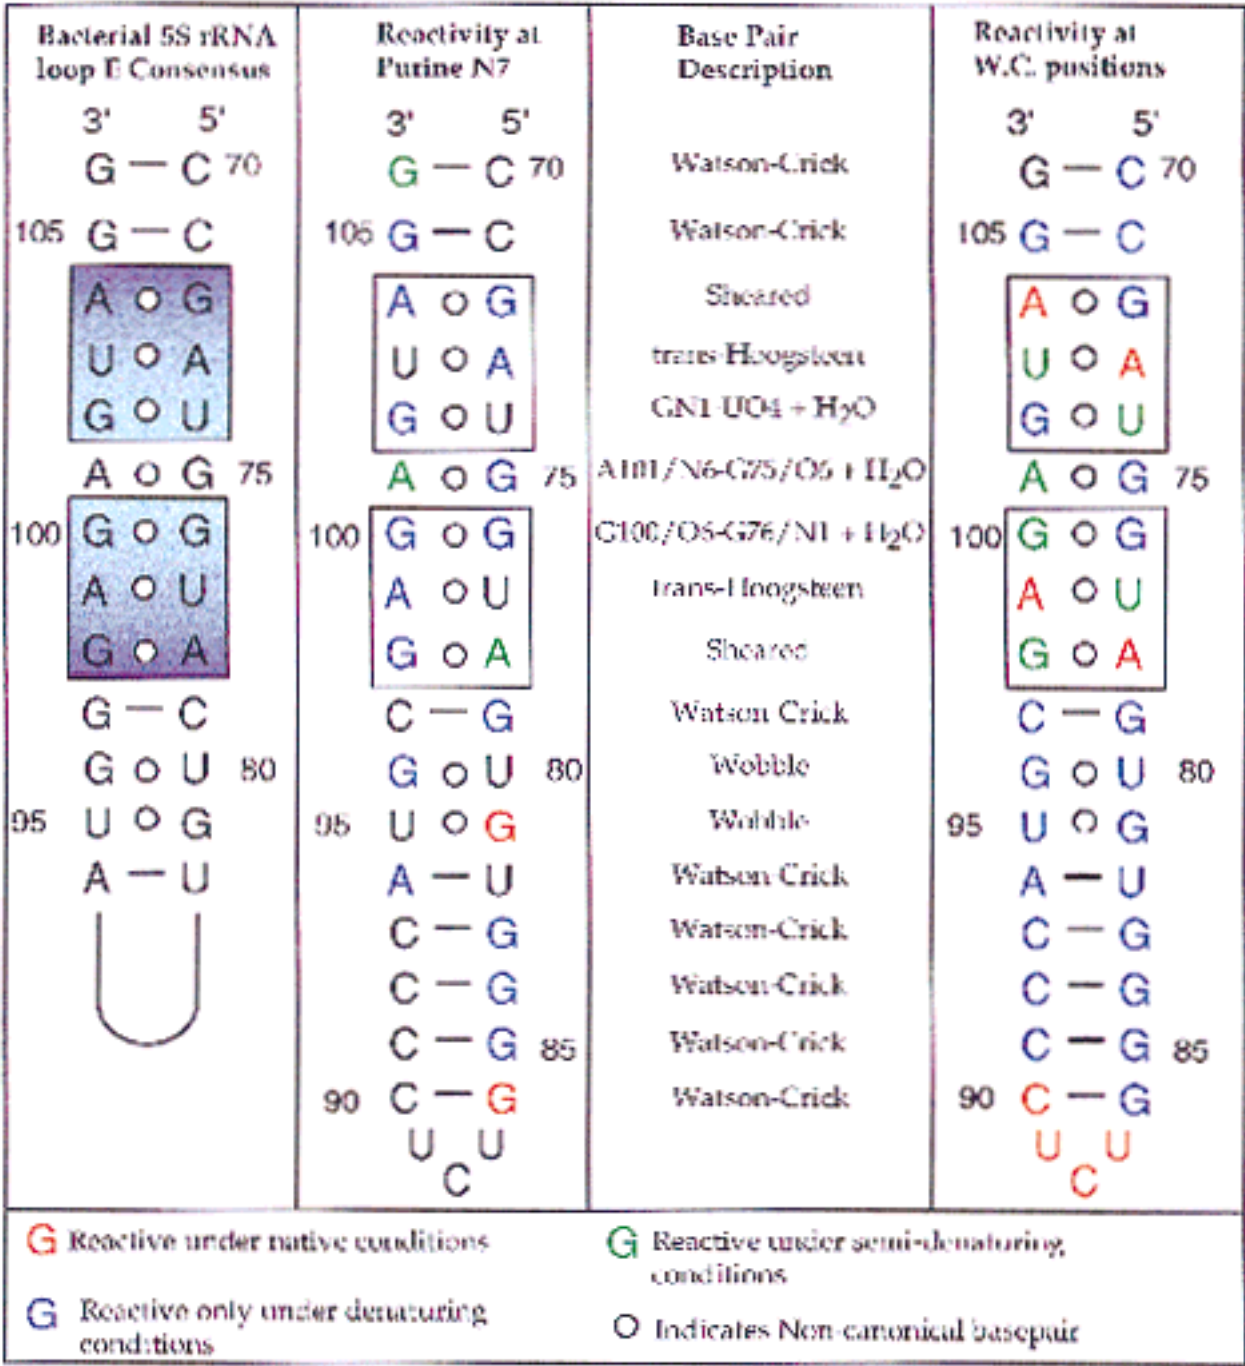 Bacterial 5S rRNA loop E Consensus
Reactivity at Purine N7
Base Pair Description
Reactivity at W.C. positions
3' 5'
3' 5'
3' 5'
G — C 70
G — C 70
Watson-Crick
G — C 70
105 G — C
105 G — C
Watson-Crick
105 G — C
A O G
A O G
Sheared
A O G
U O A
U O A
trans-Hoogsteen
U O A
G O U
G O U
GN1-UO4 + H₂O
G O U
A O G 75
A O G 75
A101/N6-G75/O6 + H₂O
A O G 75
100 G O G
100 G O G
G100/O6-G76/N1 + H₂O
100 G O G
A O U
A O U
trans-Hoogsteen
A O U
G O A
G O A
Sheared
G O A
G — C
C — G
Watson-Crick
C — G
G O U 80
G O U 80
Wobble
G O U 80
95 U O G
95 U O G
Wobble
95 U O G
A — U
A — U
Watson-Crick
A — U
C — G
Watson-Crick
C — G
C — G
Watson-Crick
C — G
C — G 85
Watson-Crick
C — G 85
90 C — G
Watson-Crick
90 C — G
U U
C
U U
C
G Reactive under native conditions
G Reactive under semi-denaturing conditions
G Reactive only under denaturing conditions
O Indicates Non-canonical basepair